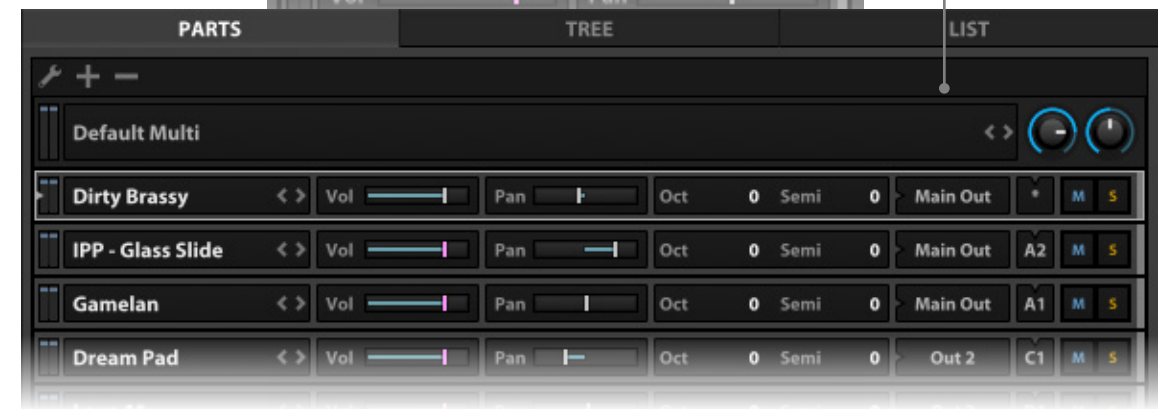 Vol Pan
PARTS TREE LIST
Default Multi
Dirty Brassy Vol Pan Oct 0 Semi 0 Main Out * M S
IPP - Glass Slide Vol Pan Oct 0 Semi 0 Main Out A2 M S
Gamelan Vol Pan Oct 0 Semi 0 Main Out A1 M S
Dream Pad Vol Pan Oct 0 Semi 0 Out 2 C1 M S